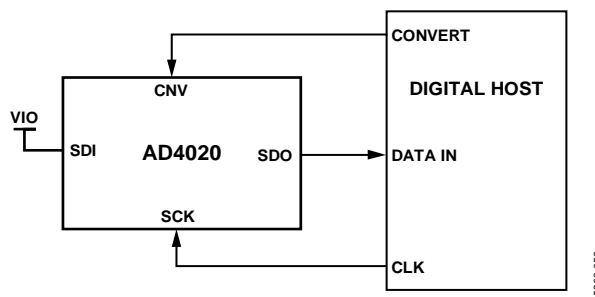 CONVERT
CNV
DIGITAL HOST
VIO
SDI
AD4020
SDO
DATA IN
SCK
CLK